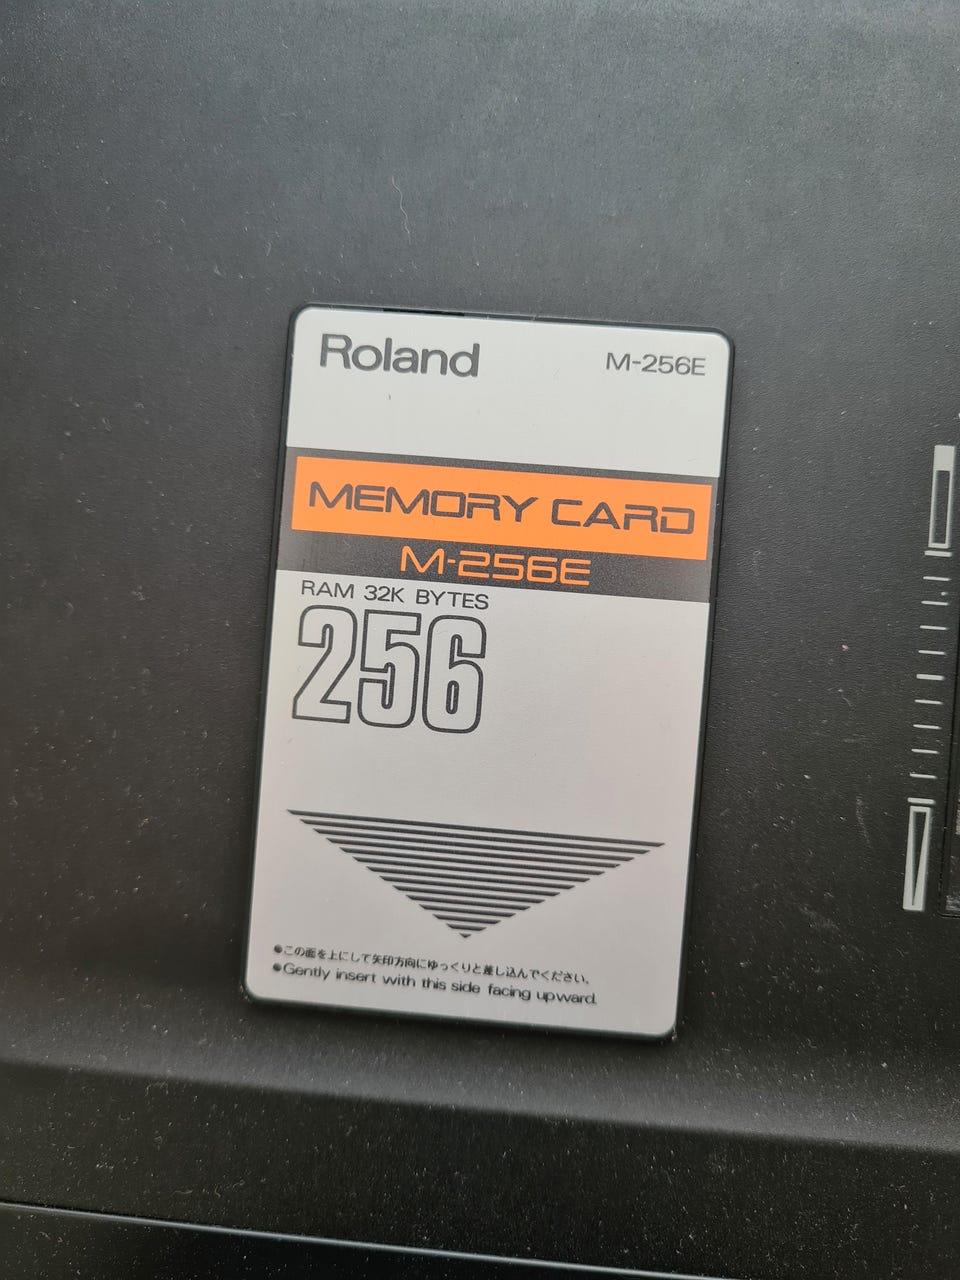 Roland
M-256E
MEMORY CARD
M-256E
RAM 32K BYTES
256
●この面を上にして矢印方向にゆっくりと差し込んでください。
●Gently insert with this side facing upward.